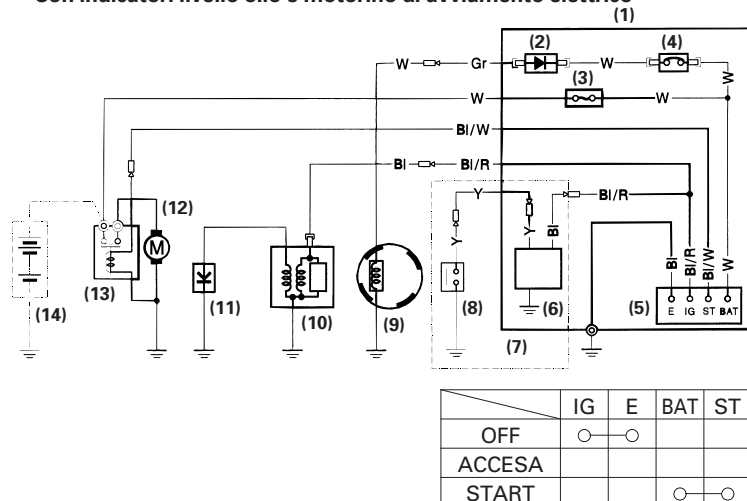 Con indicatori livello olio e motorino di avviamento elettrico
(1)
(2)
(4)
W
Gr
W
W
(3)
W
W
Bl/W
Bl
Bl/R
Y
Bl/R
(12)
M
Y
Y
Bl
Bl
Bl/R
Bl/W
W
(13)
(14)
(11)
(10)
(9)
(8)
(6)
(7)
(5)
E IG ST BAT
IG E BAT ST
OFF
ACCESA
START